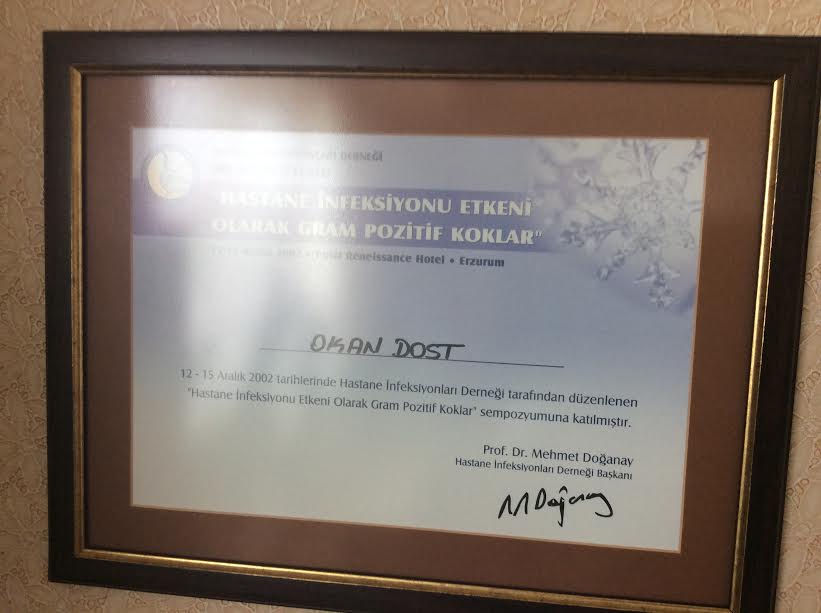 DERNEĞİ
HASTANE İNFEKSİYONU ETKENİ
OLARAK GRAM POZİTİF KOKLAR"
Hotel • Erzurum
OKAN DOST
12 - 15 Aralık 2002 tarihlerinde Hastane İnfeksiyonları Derneği tarafından düzenlenen
"Hastane İnfeksiyonu Etkeni Olarak Gram Pozitif Koklar" sempozyumuna katılmıştır.
Prof. Dr. Mehmet Doğanay
Hastane İnfeksiyonları Derneği Başkanı
MDoğanay